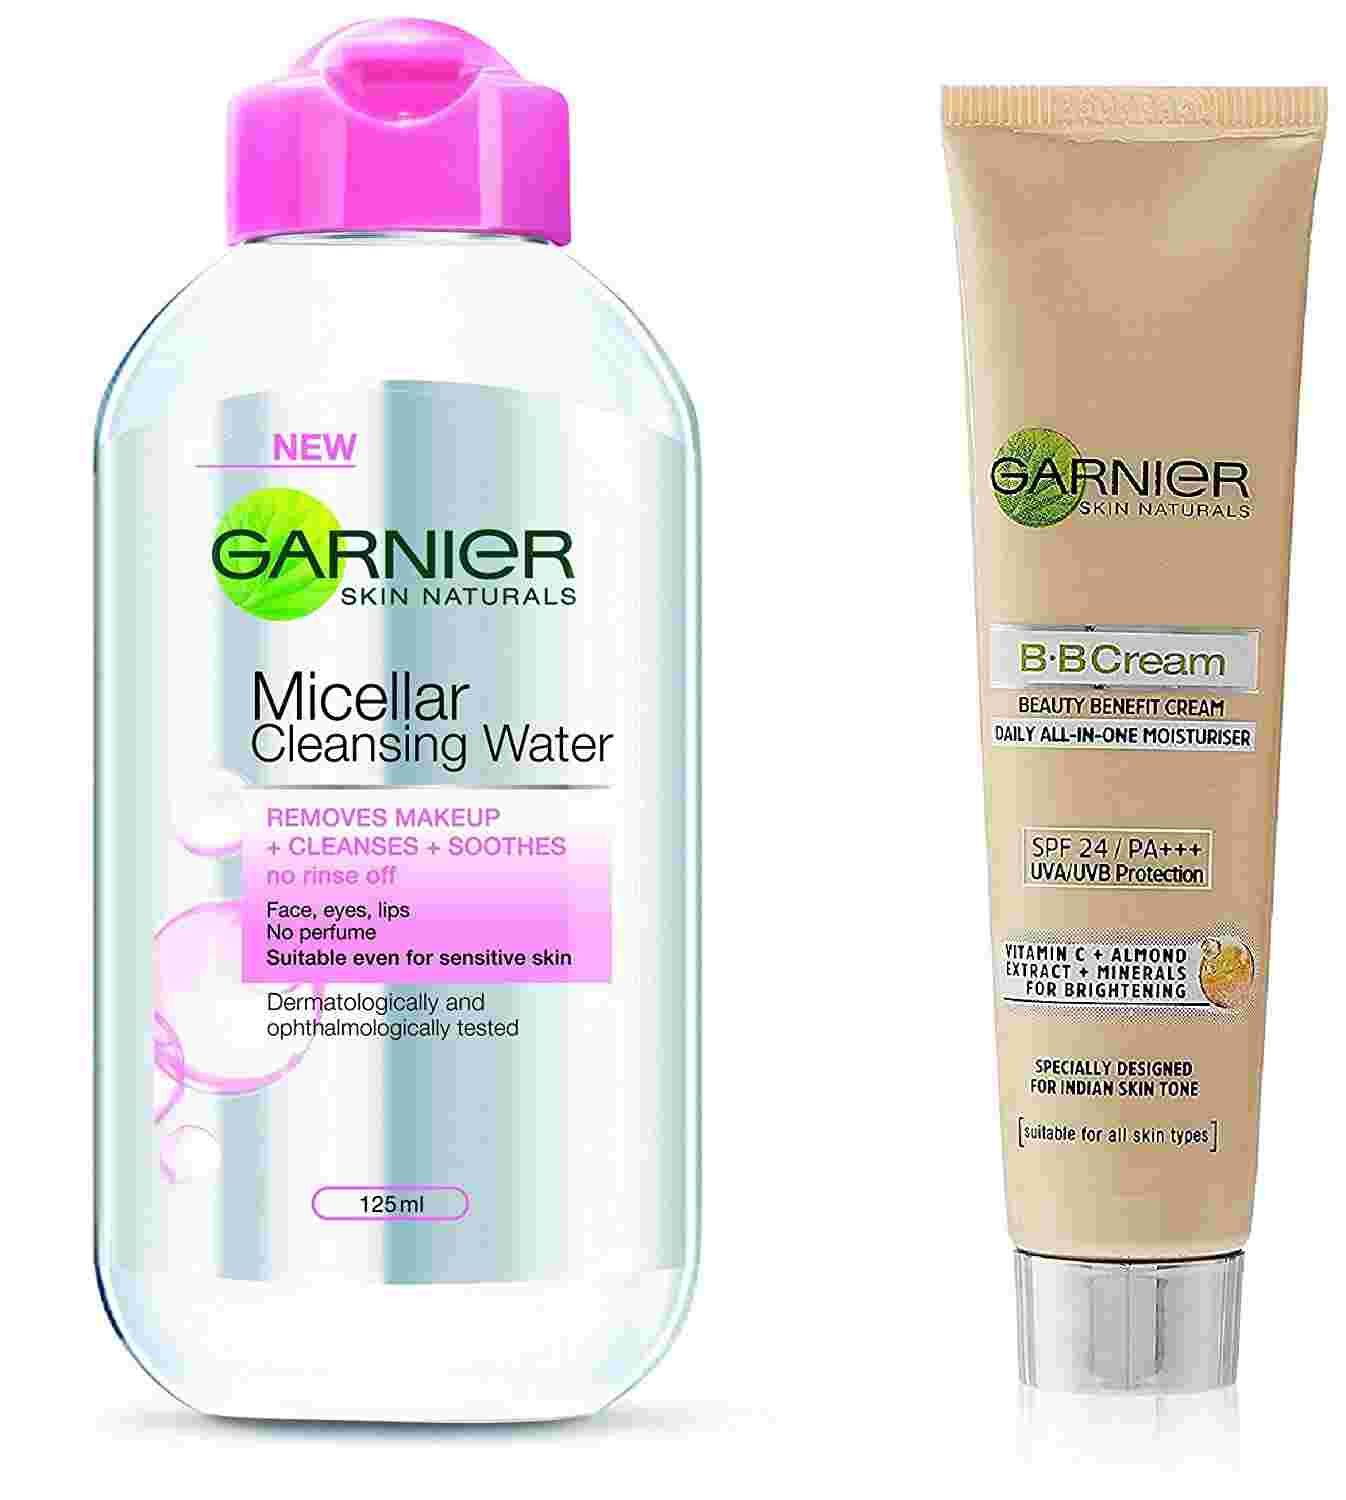 NEW
GARNIER
SKIN NATURALS
Micellar
Cleansing Water
REMOVES MAKEUP
+ CLEANSES + SOOTHES
no rinse off
Face, eyes, lips
No perfume
Suitable even for sensitive skin
Dermatologically and
ophthalmologically tested
125ml
GARNIER
SKIN NATURALS
B·BCream
BEAUTY BENEFIT CREAM
DAILY ALL-IN-ONE MOISTURISER
SPF 24 / PA+++
UVA/UVB Protection
VITAMIN C + ALMOND
EXTRACT + MINERALS
FOR BRIGHTENING
SPECIALLY DESIGNED
FOR INDIAN SKIN TONE
[suitable for all skin types]